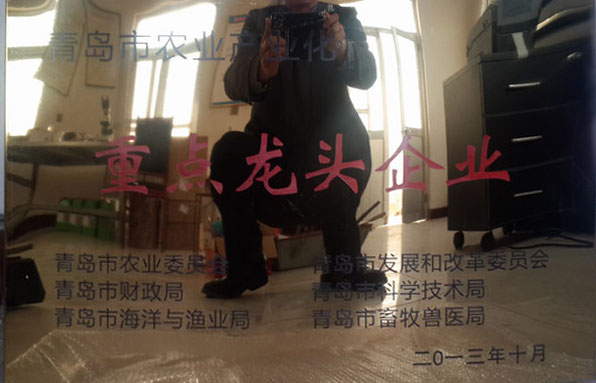 青岛市农业产业化
重点龙头企业
青岛市农业委员会 青岛市发展和改革委员会
青岛市财政局 青岛市科学技术局
青岛市海洋与渔业局 青岛市畜牧兽医局
二〇一三年十月